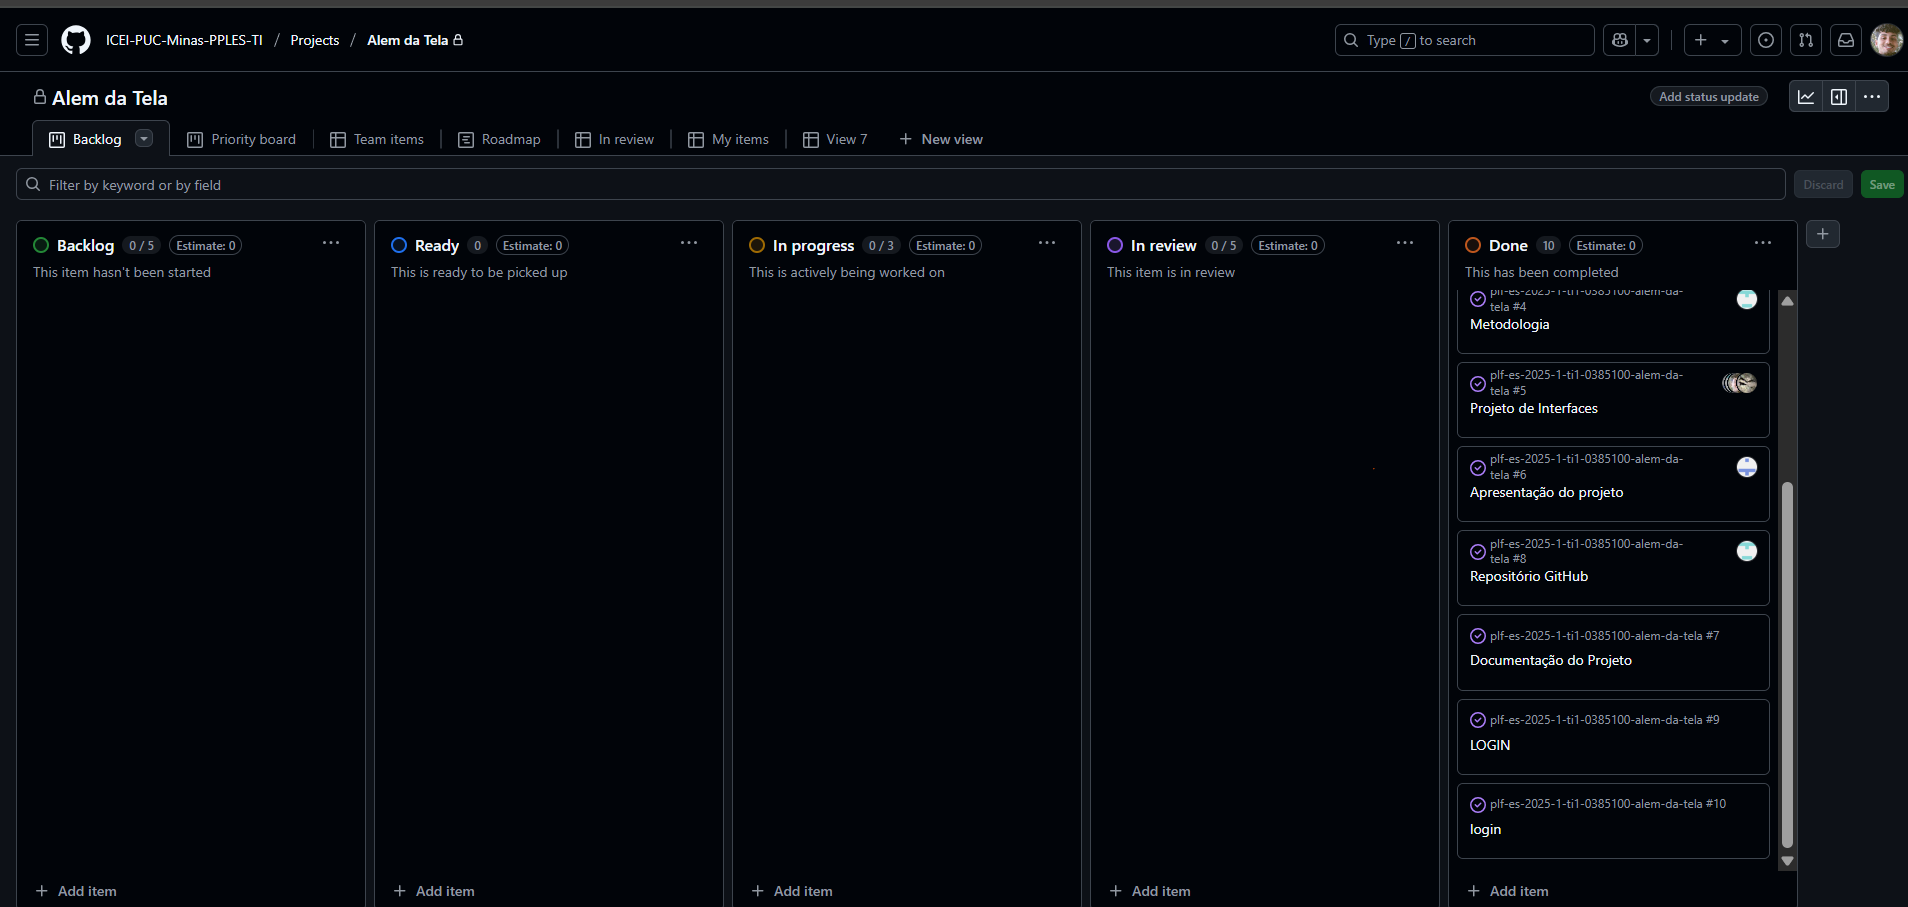 ICEI-PUC-Minas-PPLES-TI / Projects / Alem da Tela
Type / to search
Alem da Tela
Add status update
Backlog
Priority board
Team items
Roadmap
In review
My items
View 7
New view
Filter by keyword or by field
Discard
Save
Backlog 0 / 5 Estimate: 0
This item hasn't been started
Add item
Ready 0 Estimate: 0
This is ready to be picked up
Add item
In progress 0 / 3 Estimate: 0
This is actively being worked on
Add item
In review 0 / 5 Estimate: 0
This item is in review
Add item
Done 10 Estimate: 0
This has been completed
plf-es-2025-1-ti1-0385100-alem-da-
tela #4
Metodologia
plf-es-2025-1-ti1-0385100-alem-da-
tela #5
Projeto de Interfaces
plf-es-2025-1-ti1-0385100-alem-da-
tela #6
Apresentação do projeto
plf-es-2025-1-ti1-0385100-alem-da-
tela #8
Repositório GitHub
plf-es-2025-1-ti1-0385100-alem-da-tela #7
Documentação do Projeto
plf-es-2025-1-ti1-0385100-alem-da-tela #9
LOGIN
plf-es-2025-1-ti1-0385100-alem-da-tela #10
login
Add item